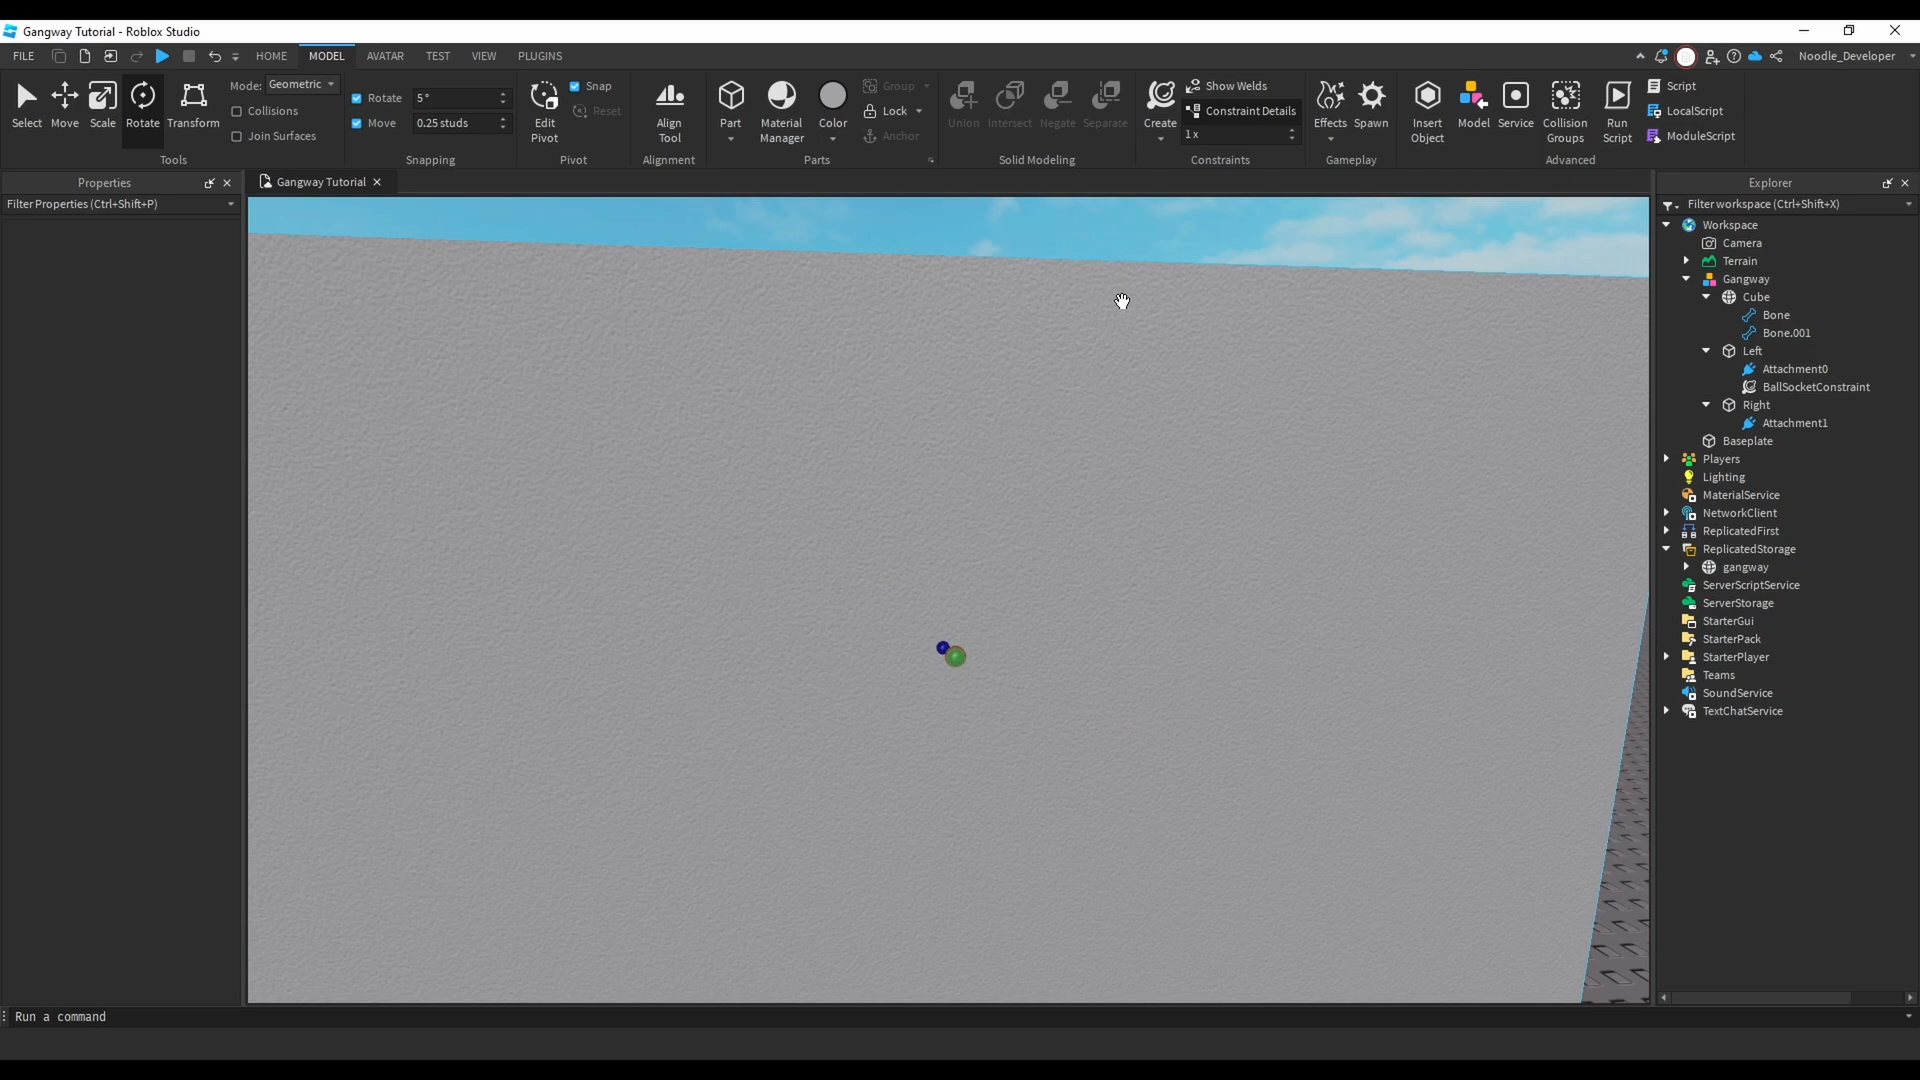 Gangway Tutorial - Roblox Studio
FILE HOME MODEL AVATAR TEST VIEW PLUGINS Noodle_Developer
Select Move Scale Rotate Transform
Mode: Geometric
Collisions
Join Surfaces
Tools
Rotate 5°
Move 0.25 studs
Snapping
Edit Pivot
Snap
Reset
Pivot
Align Tool
Alignment
Part Material Manager Color
Group
Lock
Anchor
Parts
Union Intersect Negate Separate
Solid Modeling
Create
Show Welds
Constraint Details
1x
Constraints
Effects Spawn
Gameplay
Insert Object Model Service Collision Groups Run Script
Script
LocalScript
ModuleScript
Advanced
Properties
Filter Properties (Ctrl+Shift+P)
Gangway Tutorial
Explorer
Filter workspace (Ctrl+Shift+X)
Workspace
Camera
Terrain
Gangway
Cube
Bone
Bone.001
Left
Attachment0
BallSocketConstraint
Right
Attachment1
Baseplate
Players
Lighting
MaterialService
NetworkClient
ReplicatedFirst
ReplicatedStorage
gangway
ServerScriptService
ServerStorage
StarterGui
StarterPack
StarterPlayer
Teams
SoundService
TextChatService
Run a command